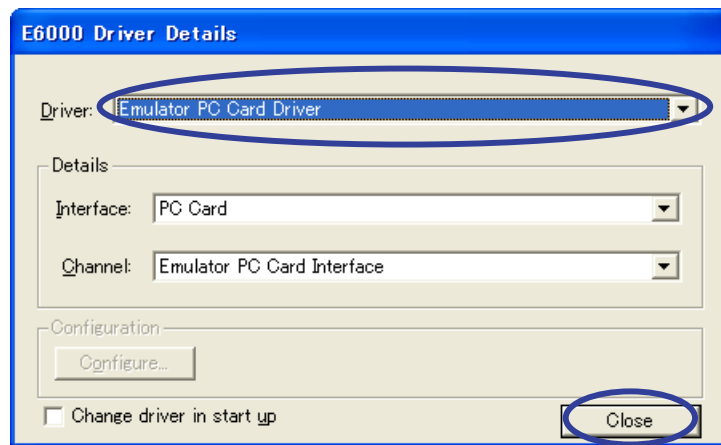 E6000 Driver Details
Driver: Emulator PC Card Driver
Details
Interface: PC Card
Channel: Emulator PC Card Interface
Configuration
Configure...
Change driver in start up
Close